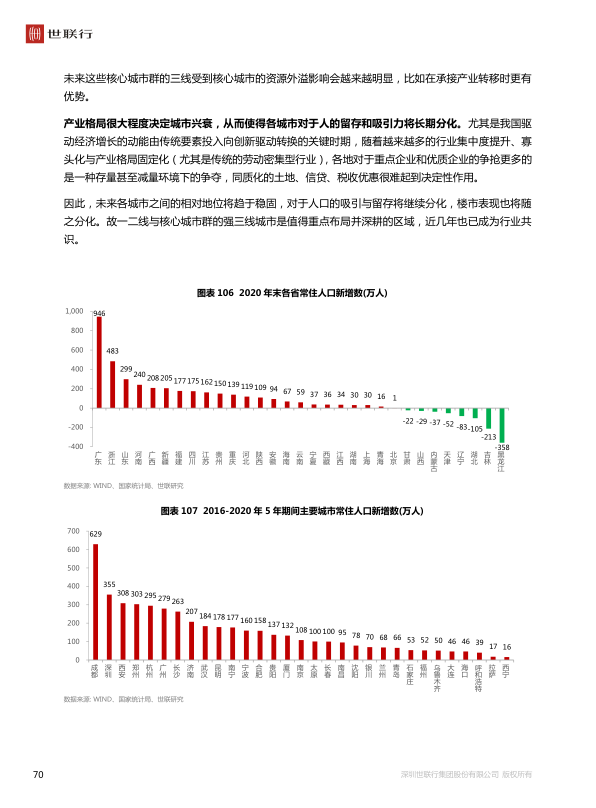 世联行
未来这些核心城市群的三线受到核心城市的资源外溢影响会越来越明显，比如在承接产业转移时更有
优势。
产业格局很大程度决定城市兴衰，从而使得各城市对于人的留存和吸引力将长期分化。尤其是我国驱
动经济增长的动能由传统要素投入向创新驱动转换的关键时期，随着越来越多的行业集中度提升、寡
头化与产业格局固定化（尤其是传统的劳动密集型行业），各地对于重点企业和优质企业的争抢更多的
是一种存量甚至减量环境下的争夺，同质化的土地、信贷、税收优惠很难起到决定性作用。
因此，未来各城市之间的相对地位将趋于稳固，对于人口的吸引与留存将继续分化，楼市表现也将随
之分化。故一二线与核心城市群的强三线城市是值得重点布局并深耕的区域，近几年也已成为行业共
识。
图表 106 2020 年末各省常住人口新增数(万人)
1,000
800
600
400
200
0
-200
-400
946 483 299 240 208 205 177 175 162 150 139 119 109 94 67 59 37 36 34 30 30 16 1 -22 -29 -37 -52 -83 -105 -213 -358
广东 浙江 山东 河南 广西 新疆 福建 四川 江苏 贵州 重庆 河北 陕西 安徽 海南 云南 宁夏 西藏 江西 湖南 上海 青海 北京 甘肃 山西 内蒙古 天津 辽宁 湖北 吉林 黑龙江
数据来源: WIND、国家统计局、世联研究
图表 107 2016-2020 年 5 年期间主要城市常住人口新增数(万人)
700
600
500
400
300
200
100
0
629 355 308 303 295 279 263 207 184 178 177 160 158 137 132 108 100 100 95 78 70 68 66 53 52 50 46 46 39 17 16
成都 深圳 西安 郑州 杭州 广州 长沙 济南 武汉 昆明 南宁 宁波 合肥 贵阳 厦门 南京 太原 长春 南昌 沈阳 银川 兰州 青岛 石家庄 福州 乌鲁木齐 大连 海口 呼和浩特 拉萨 西宁
数据来源: WIND、国家统计局、世联研究
70
深圳世联行集团股份有限公司 版权所有